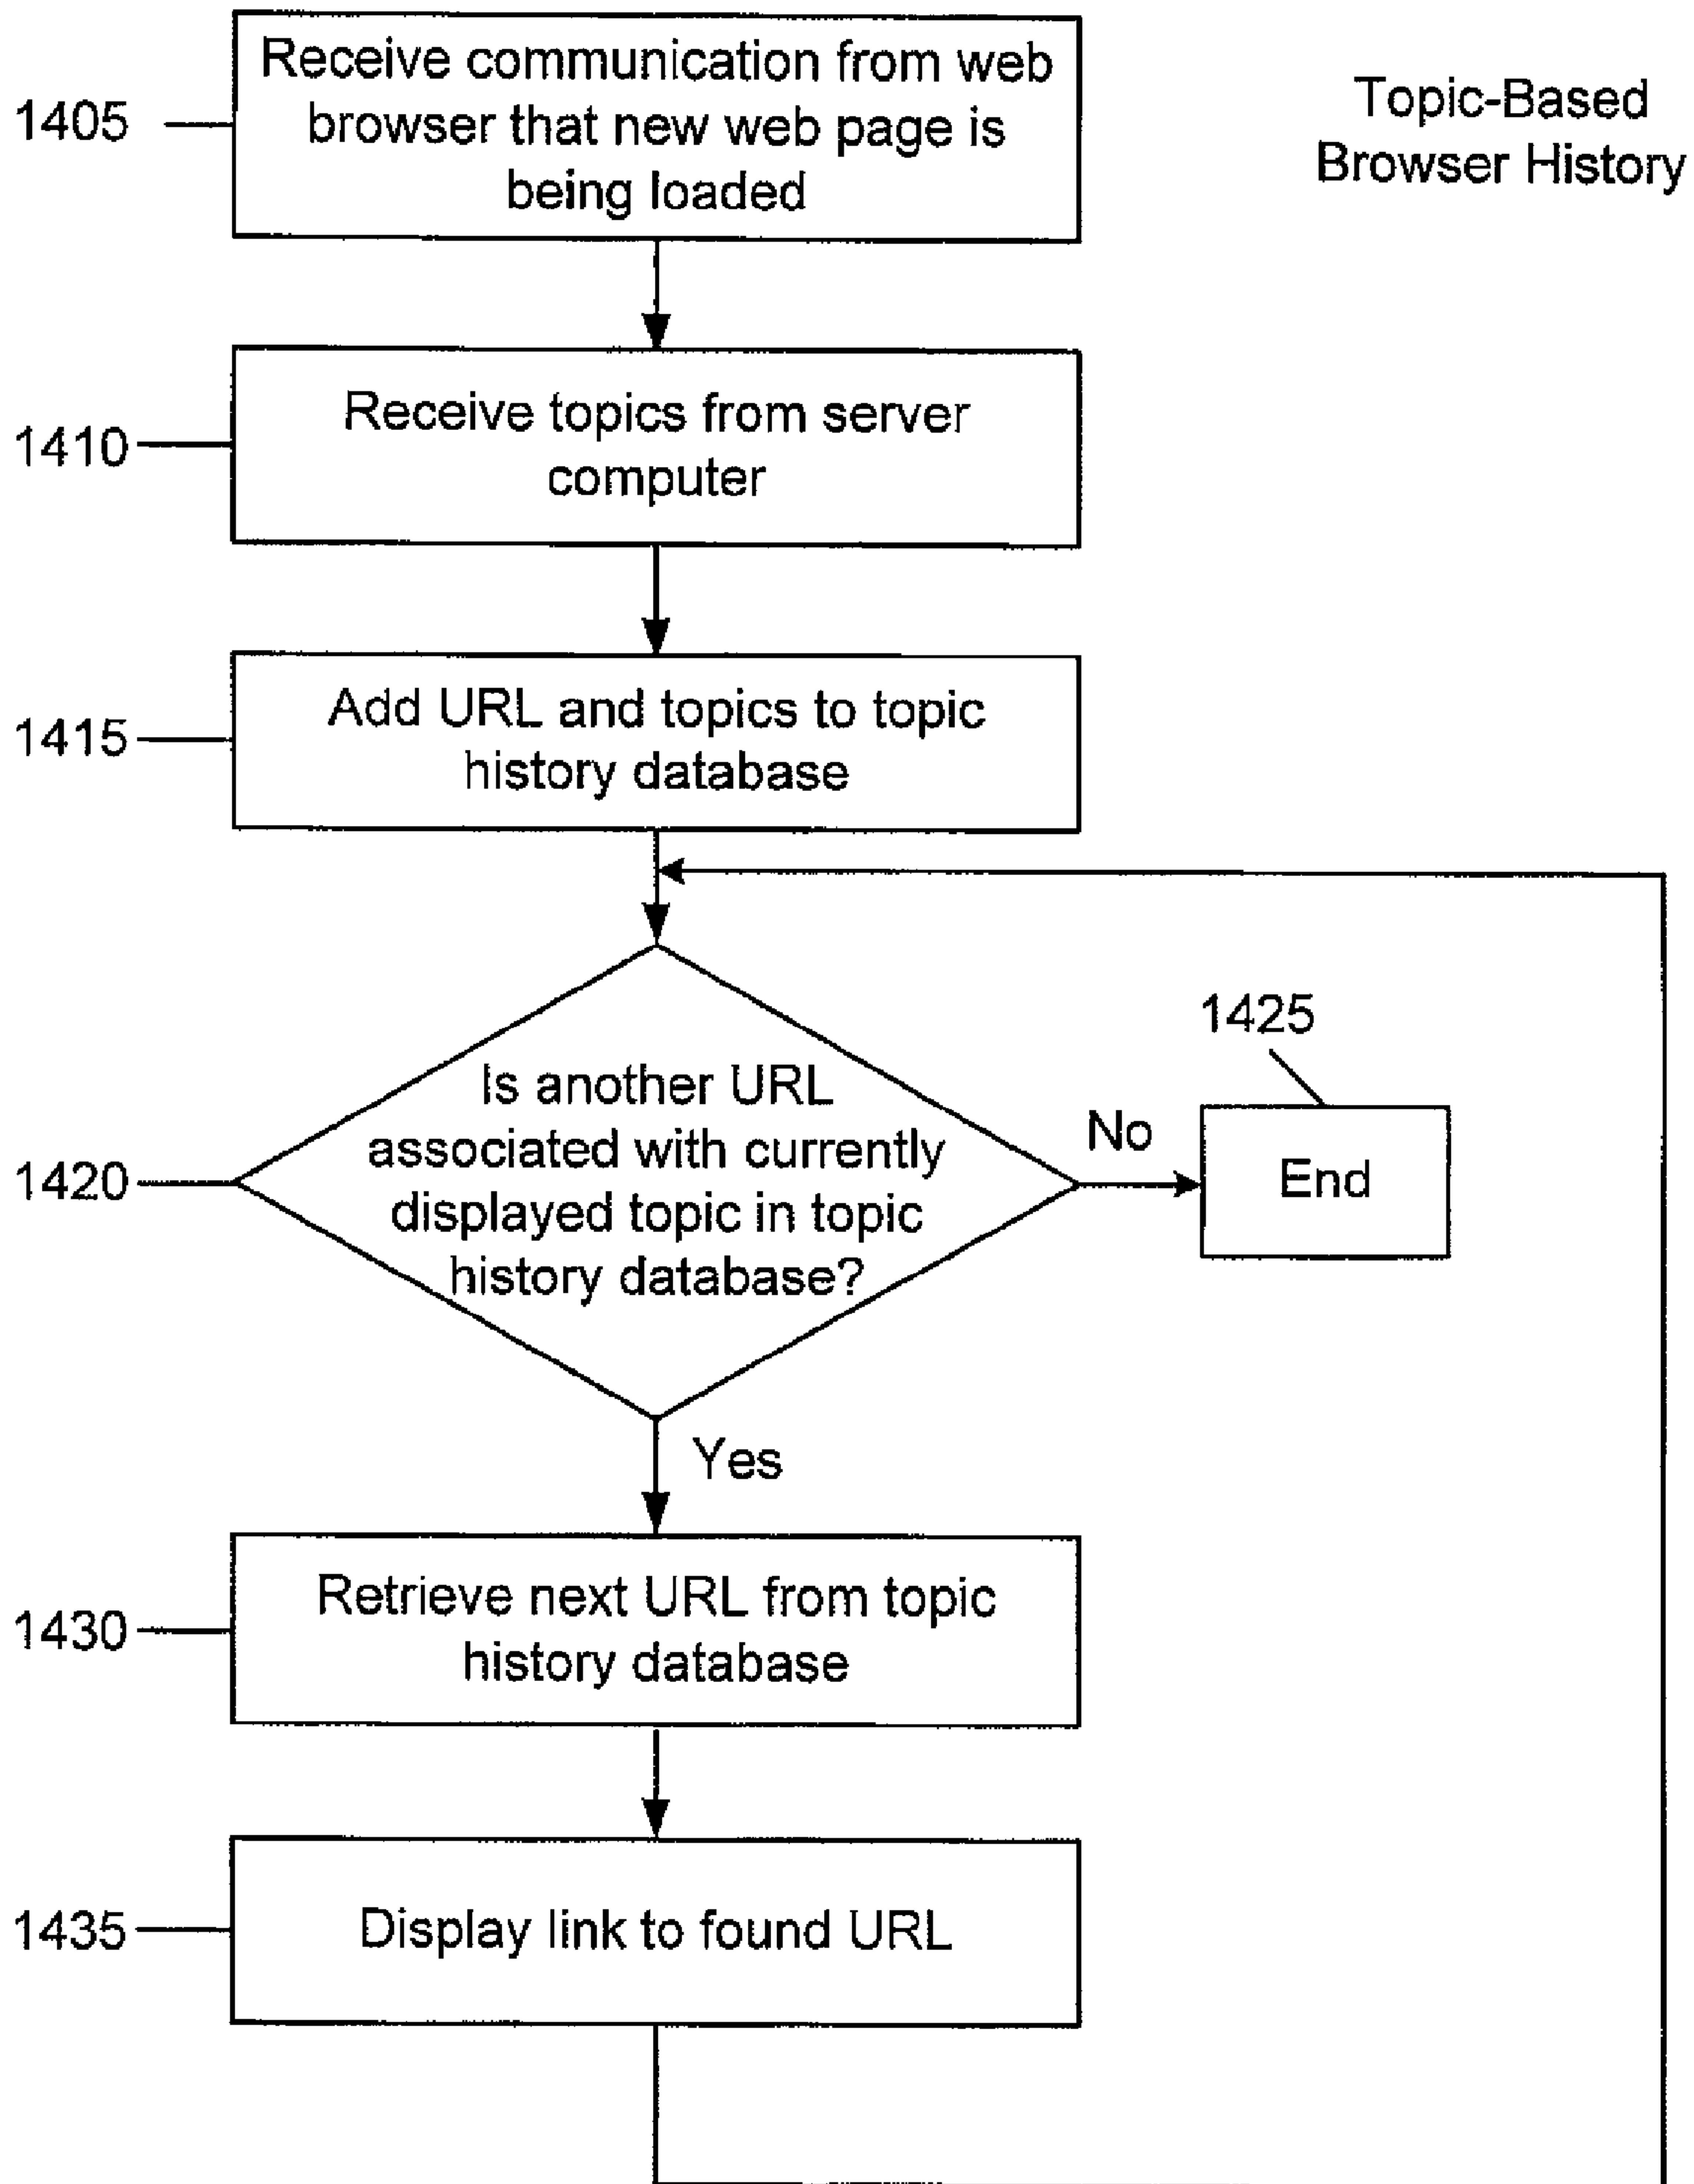 Topic-Based
Browser History
1405
Receive communication from web
browser that new web page is
being loaded
1410
Receive topics from server
computer
1415
Add URL and topics to topic
history database
1420
Is another URL
associated with currently
displayed topic in topic
history database?
No
1425
End
Yes
1430
Retrieve next URL from topic
history database
1435
Display link to found URL